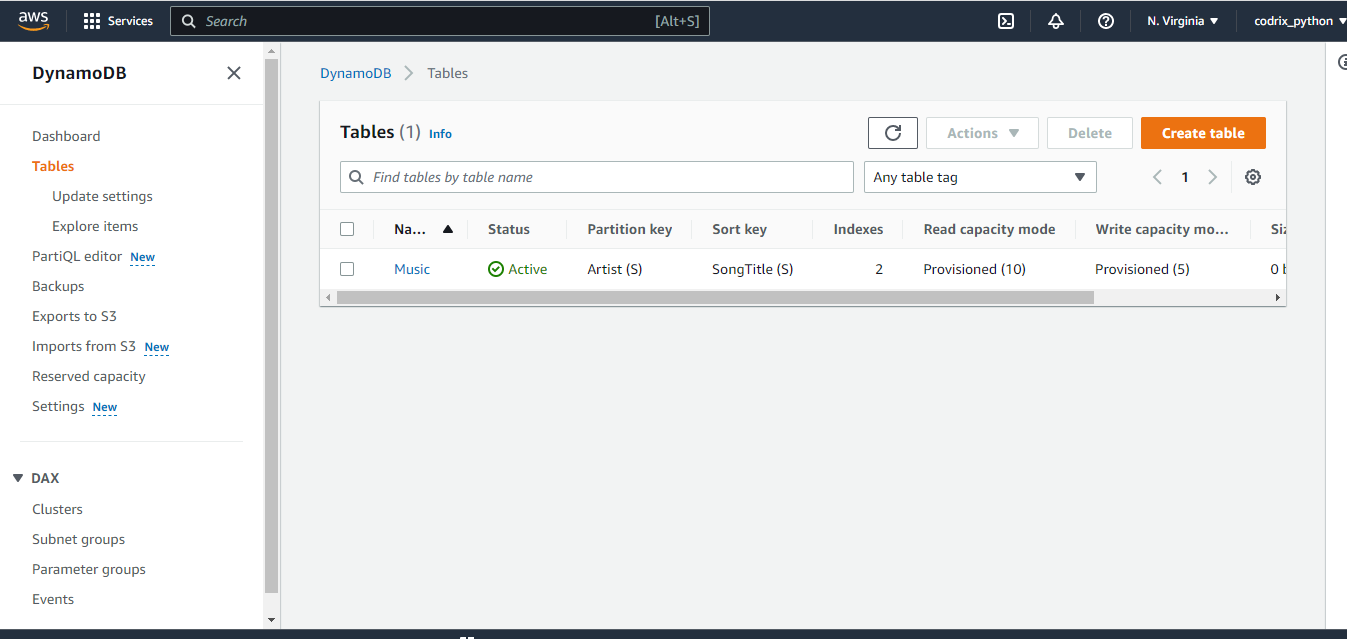 aws Services Search [Alt+S] N. Virginia codrix_python
DynamoDB
Dashboard
Tables
Update settings
Explore items
PartiQL editor New
Backups
Exports to S3
Imports from S3 New
Reserved capacity
Settings New
DAX
Clusters
Subnet groups
Parameter groups
Events
DynamoDB Tables
Tables (1) Info Actions Delete Create table
Find tables by table name Any table tag 1
Na... Status Partition key Sort key Indexes Read capacity mode Write capacity mo...
Music Active Artist (S) SongTitle (S) 2 Provisioned (10) Provisioned (5) 0